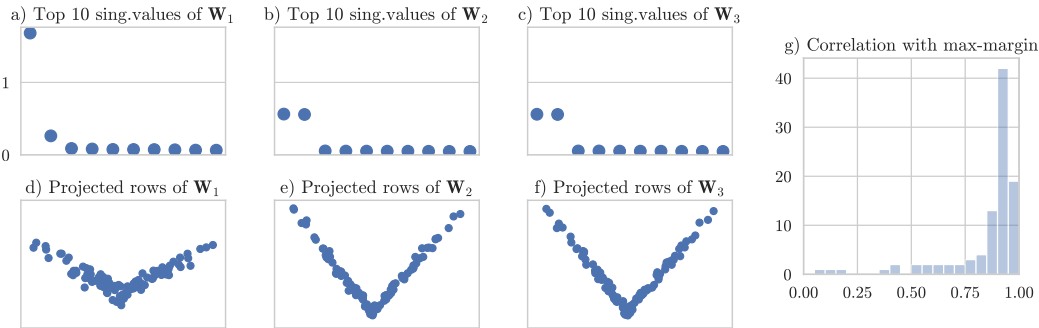 a) Top 10 sing.values of W₁
b) Top 10 sing.values of W₂
c) Top 10 sing.values of W₃
1
0
d) Projected rows of W₁
e) Projected rows of W₂
f) Projected rows of W₃
g) Correlation with max-margin
40
30
20
10
0
0.00 0.25 0.50 0.75 1.00